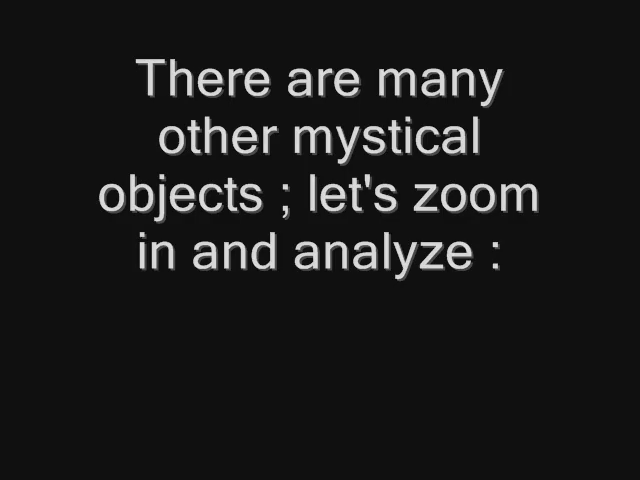 There are many
other mystical
objects ; let's zoom
in and analyze :